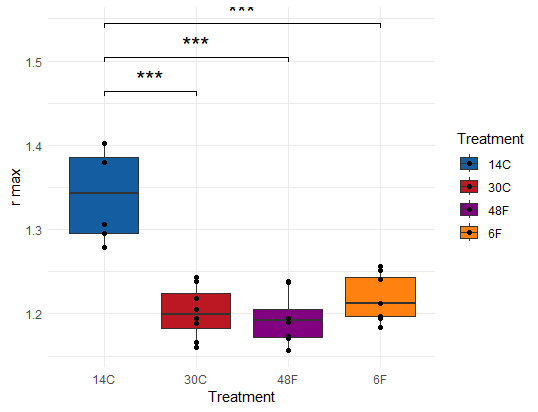 ***
***
***
1.5
1.4
1.3
1.2
r max
14C
30C
48F
6F
Treatment
Treatment
14C
30C
48F
6F